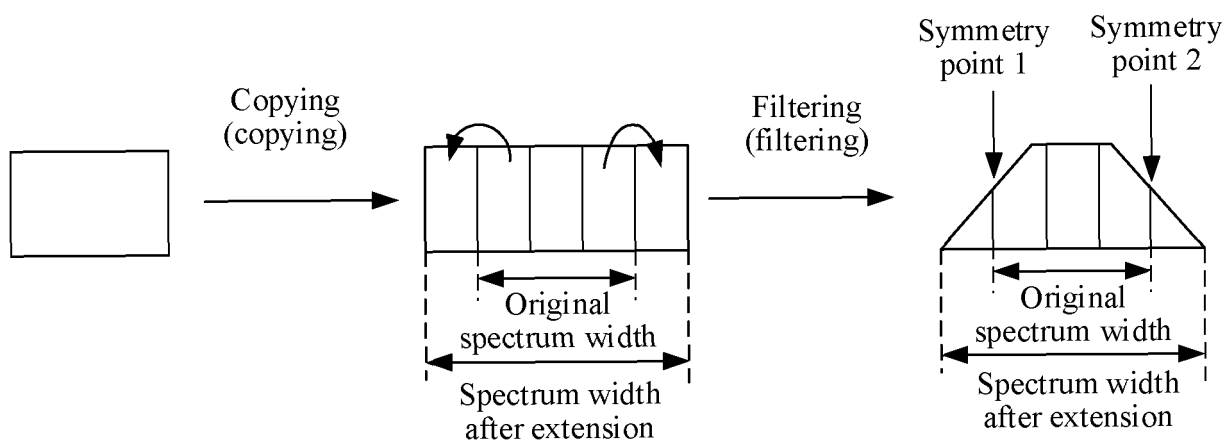 Copying
(copying)
Original
spectrum width
Spectrum width
after extension
Filtering
(filtering)
Symmetry
point 1
Symmetry
point 2
Original
spectrum width
Spectrum width
after extension